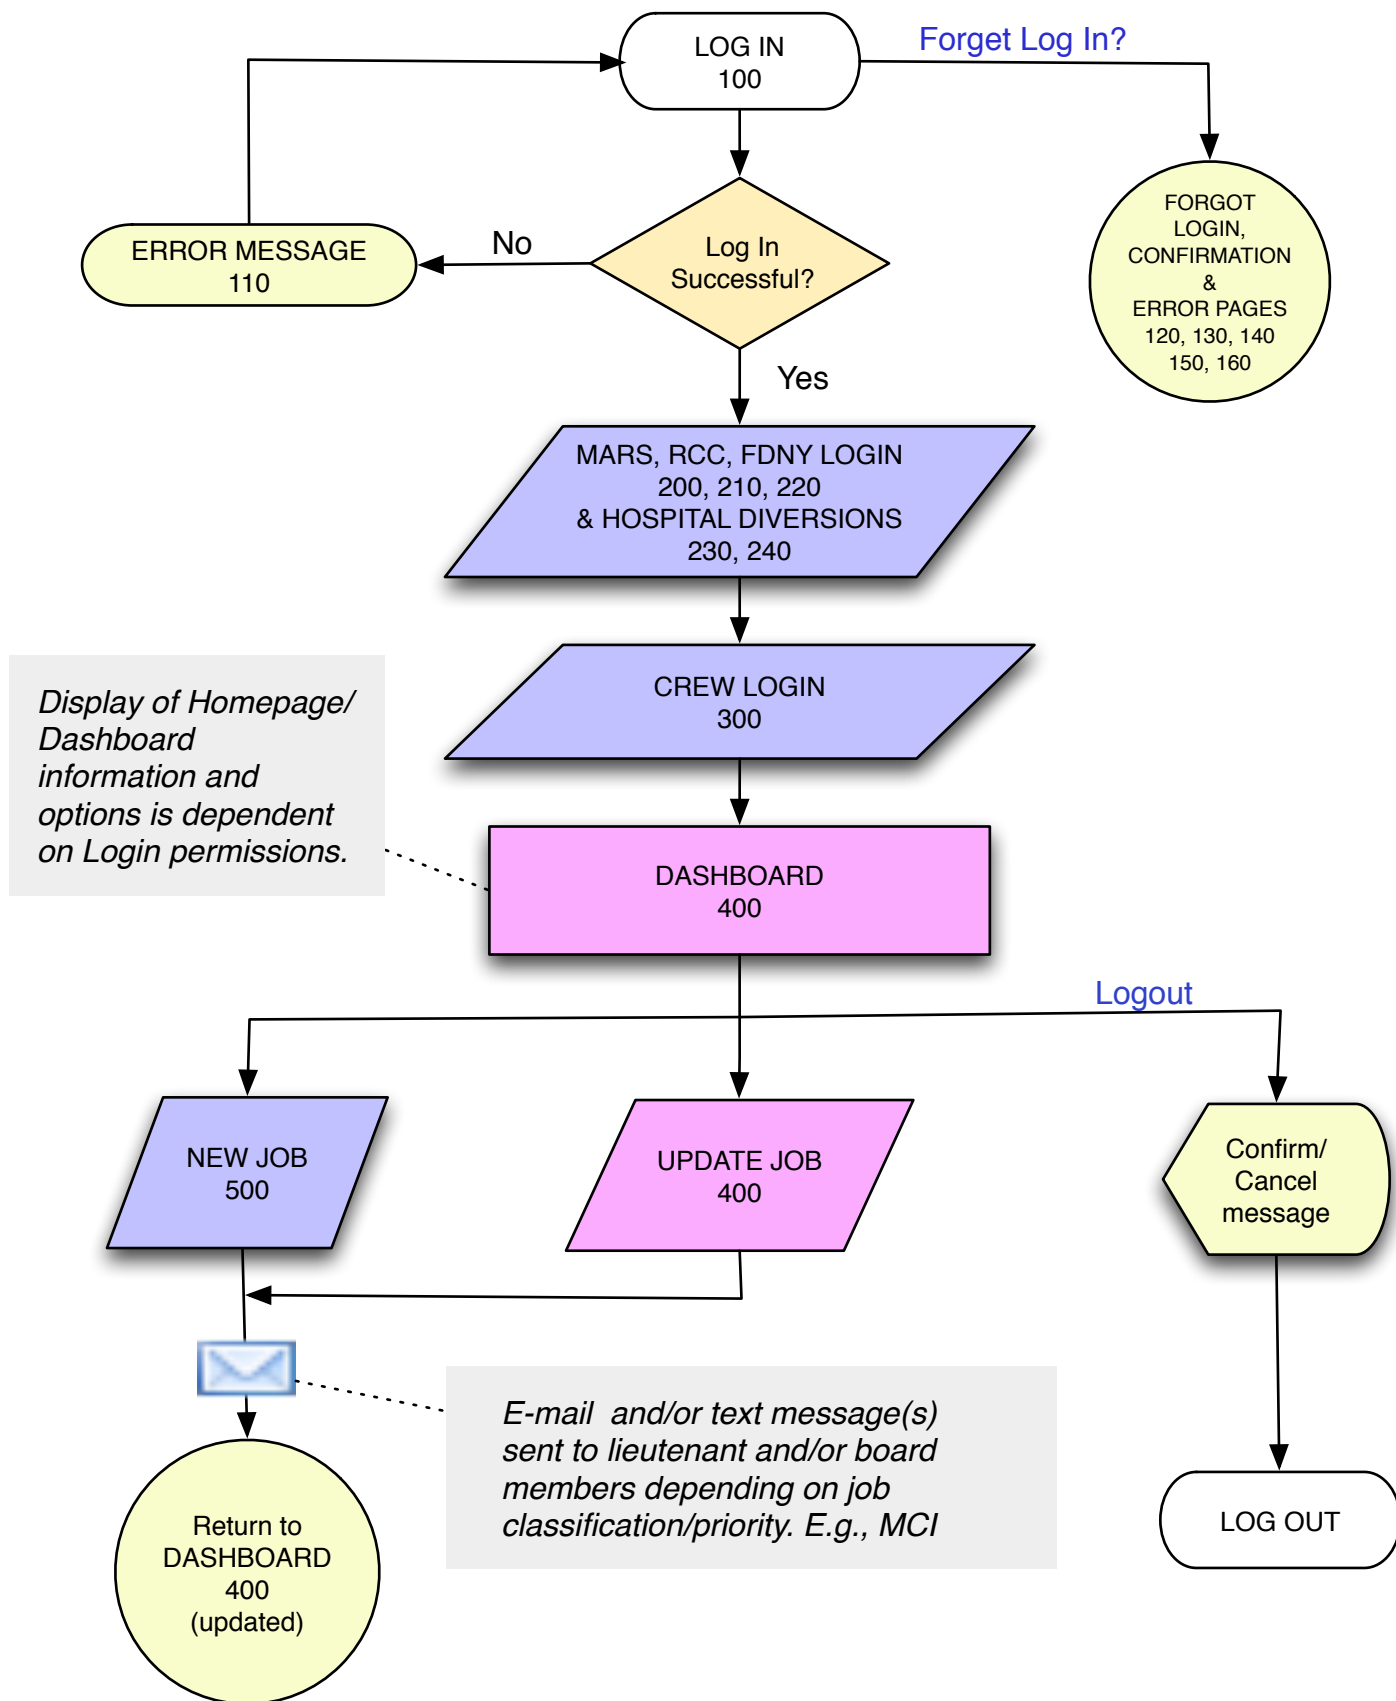 LOG IN
100
Forget Log In?
FORGOT
LOGIN,
CONFIRMATION
&
ERROR PAGES
120, 130, 140
150, 160
ERROR MESSAGE
110
No
Log In
Successful?
Yes
MARS, RCC, FDNY LOGIN
200, 210, 220
& HOSPITAL DIVERSIONS
230, 240
CREW LOGIN
300
Display of Homepage/
Dashboard
information and
options is dependent
on Login permissions.
DASHBOARD
400
Logout
NEW JOB
500
UPDATE JOB
400
Confirm/
Cancel
message
E-mail  and/or text message(s)
sent to lieutenant and/or board
members depending on job
classification/priority. E.g., MCI
Return to
DASHBOARD
400
(updated)
LOG OUT